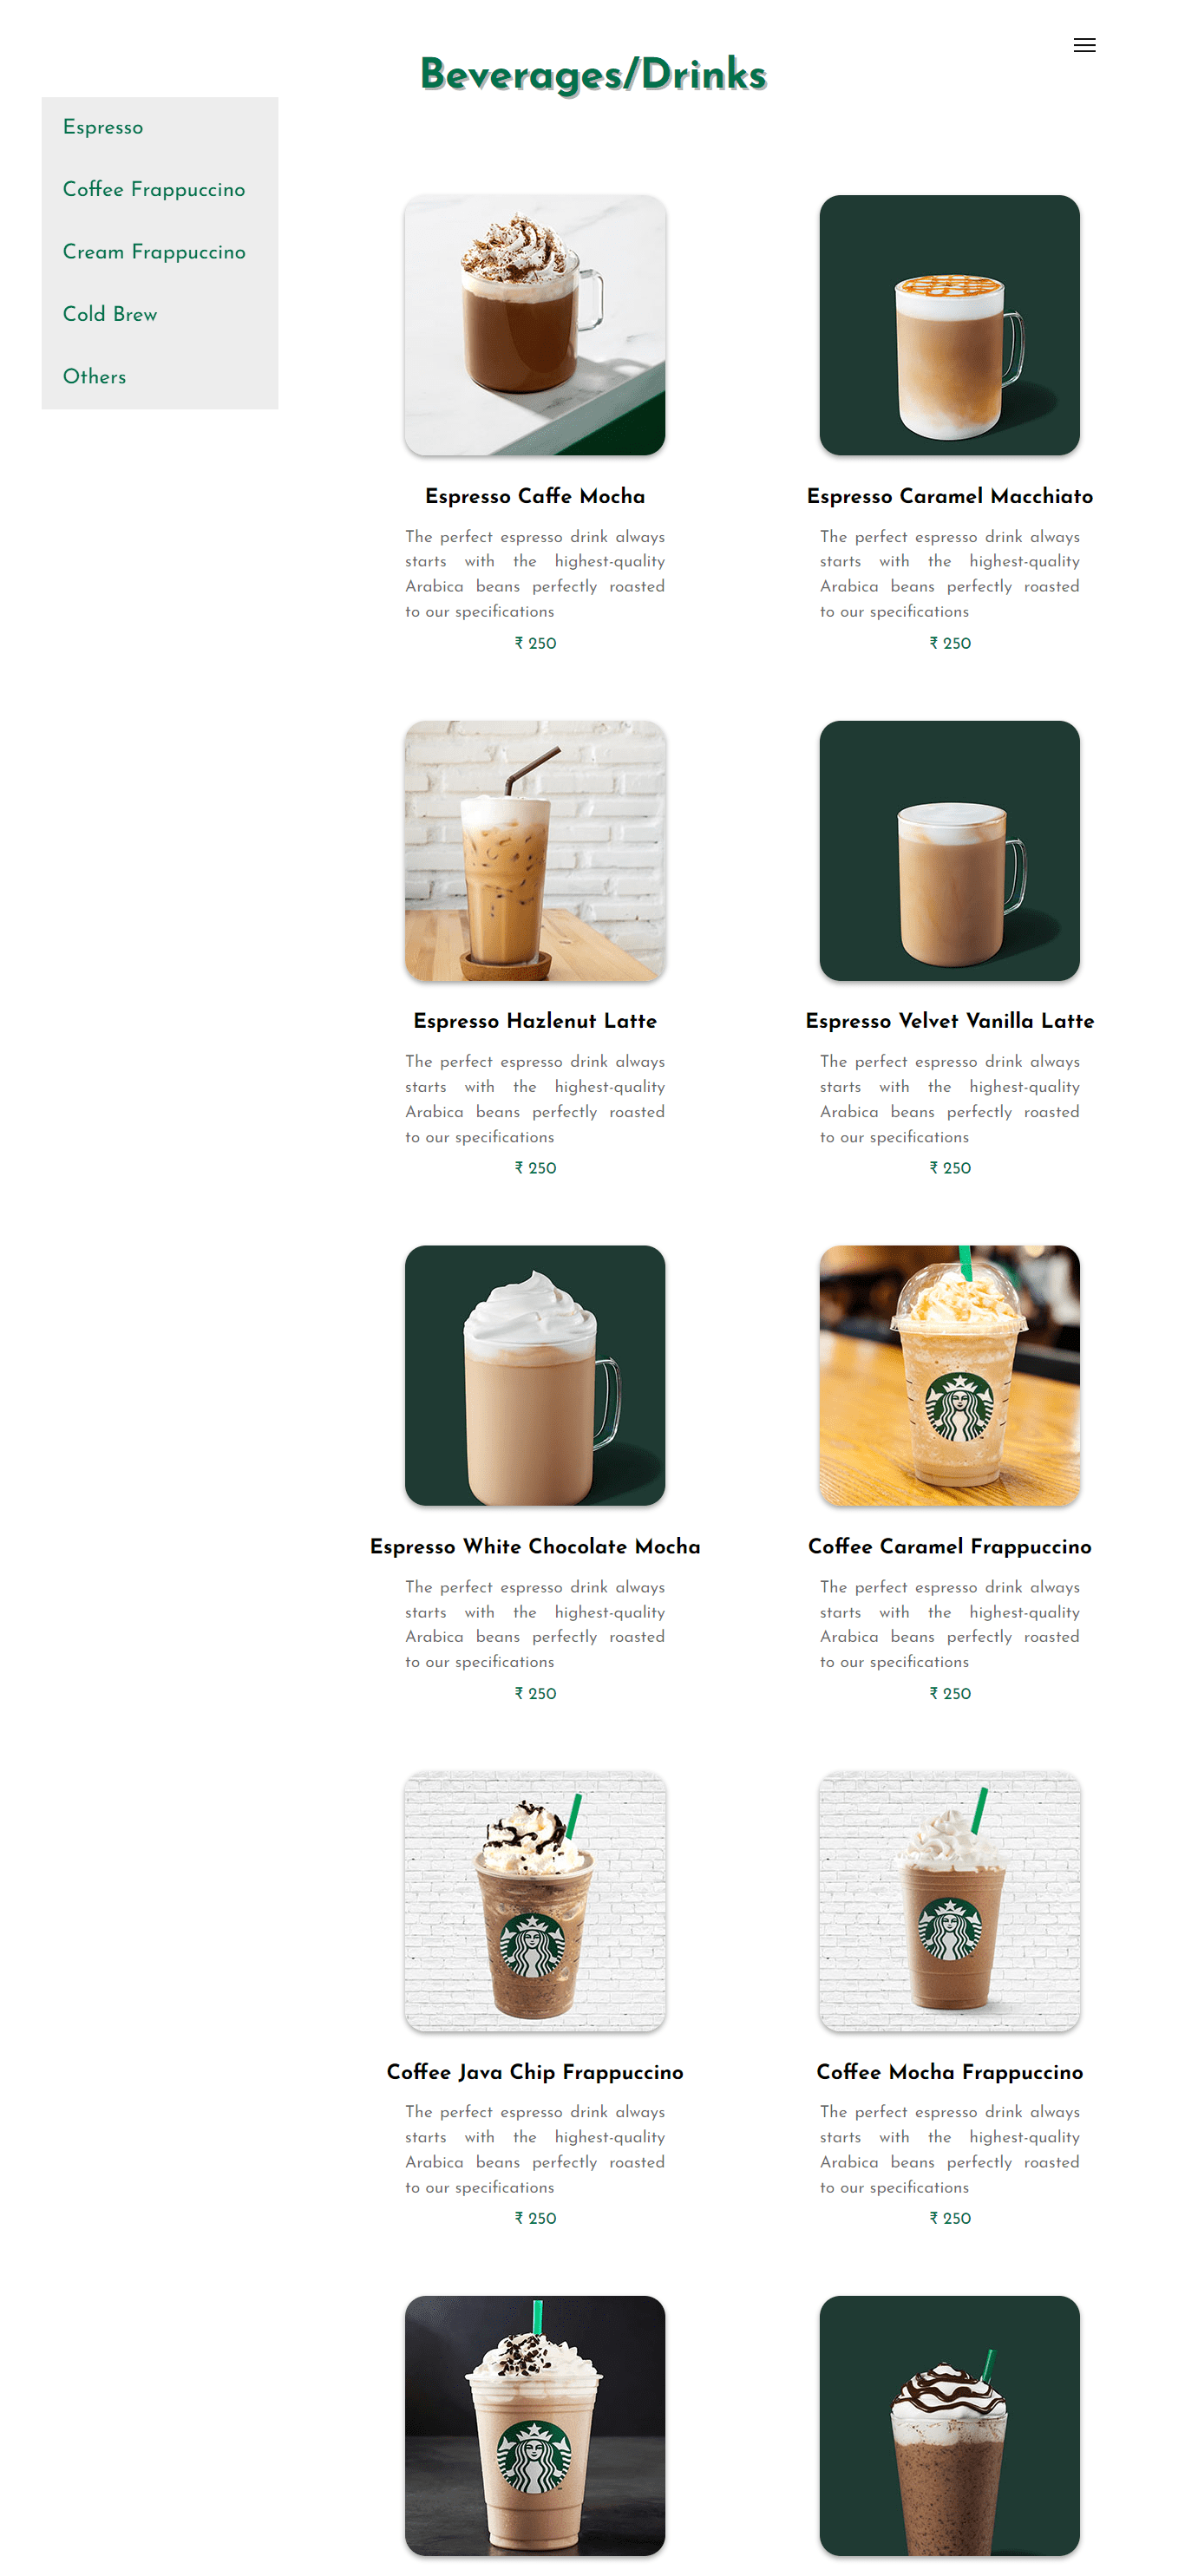 Beverages/Drinks
Espresso
Coffee Frappuccino
Cream Frappuccino
Cold Brew
Others
Espresso Caffe Mocha
The perfect espresso drink always
starts with the highest-quality
Arabica beans perfectly roasted
to our specifications
₹ 250
Espresso Caramel Macchiato
The perfect espresso drink always
starts with the highest-quality
Arabica beans perfectly roasted
to our specifications
₹ 250
Espresso Hazlenut Latte
The perfect espresso drink always
starts with the highest-quality
Arabica beans perfectly roasted
to our specifications
₹ 250
Espresso Velvet Vanilla Latte
The perfect espresso drink always
starts with the highest-quality
Arabica beans perfectly roasted
to our specifications
₹ 250
Espresso White Chocolate Mocha
The perfect espresso drink always
starts with the highest-quality
Arabica beans perfectly roasted
to our specifications
₹ 250
Coffee Caramel Frappuccino
The perfect espresso drink always
starts with the highest-quality
Arabica beans perfectly roasted
to our specifications
₹ 250
Coffee Java Chip Frappuccino
The perfect espresso drink always
starts with the highest-quality
Arabica beans perfectly roasted
to our specifications
₹ 250
Coffee Mocha Frappuccino
The perfect espresso drink always
starts with the highest-quality
Arabica beans perfectly roasted
to our specifications
₹ 250